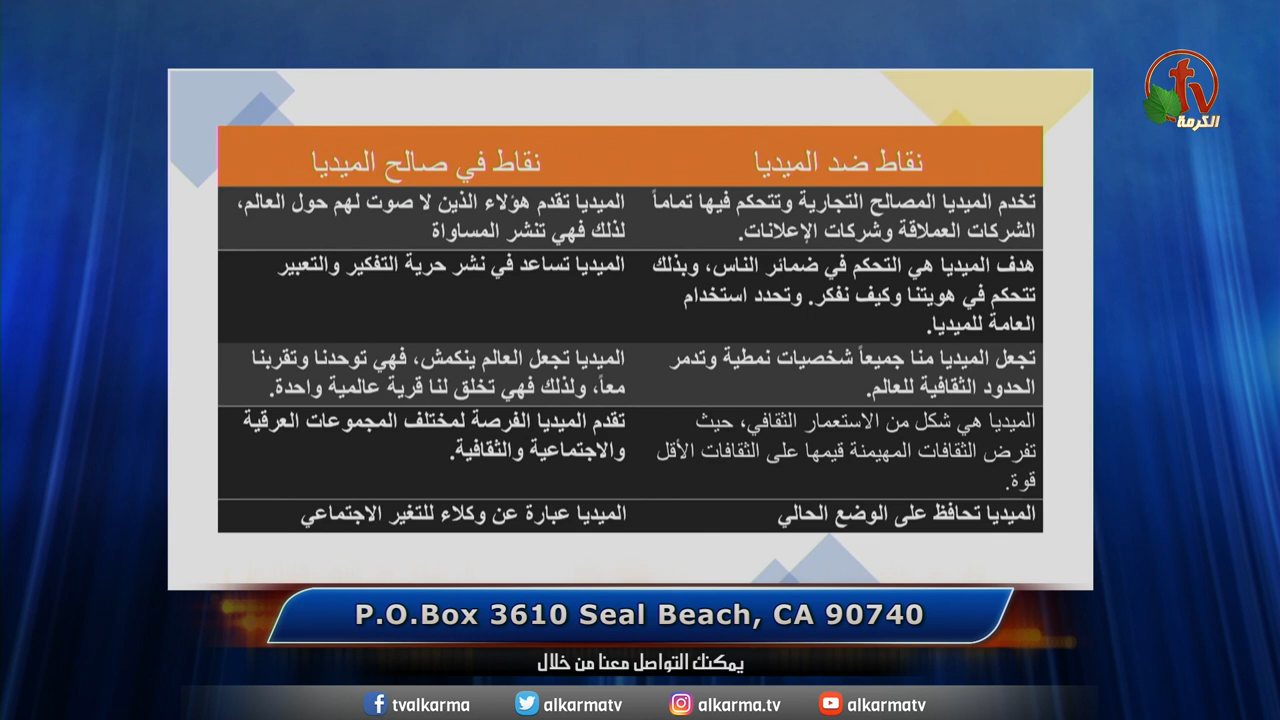 tv
الكرمة
نقاط ضد الميديا
نقاط في صالح الميديا
تخدم الميديا المصالح التجارية وتتحكم فيها تماماً
الشركات العملاقة وشركات الإعلانات.
الميديا تقدم هؤلاء الذين لا صوت لهم حول العالم،
لذلك فهي تنشر المساواة
هدف الميديا هي التحكم في ضمائر الناس، وبذلك
تتحكم في هويتنا وكيف نفكر. وتحدد استخدام
العامة للميديا.
الميديا تساعد في نشر حرية التفكير والتعبير
تجعل الميديا منا جميعاً شخصيات نمطية وتدمر
الحدود الثقافية للعالم.
الميديا تجعل العالم ينكمش، فهي توحدنا وتقربنا
معاً، ولذلك فهي تخلق لنا قرية عالمية واحدة.
الميديا هي شكل من الاستعمار الثقافي، حيث
تفرض الثقافات المهيمنة قيمها على الثقافات الأقل
قوة.
تقدم الميديا الفرصة لمختلف المجموعات العرقية
والاجتماعية والثقافية.
الميديا تحافظ على الوضع الحالي
الميديا عبارة عن وكلاء للتغير الاجتماعي
P.O.Box 3610 Seal Beach, CA 90740
يمكنك التواصل معنا من خلال
tvalkarma
alkarmatv
alkarma.tv
alkarmatv